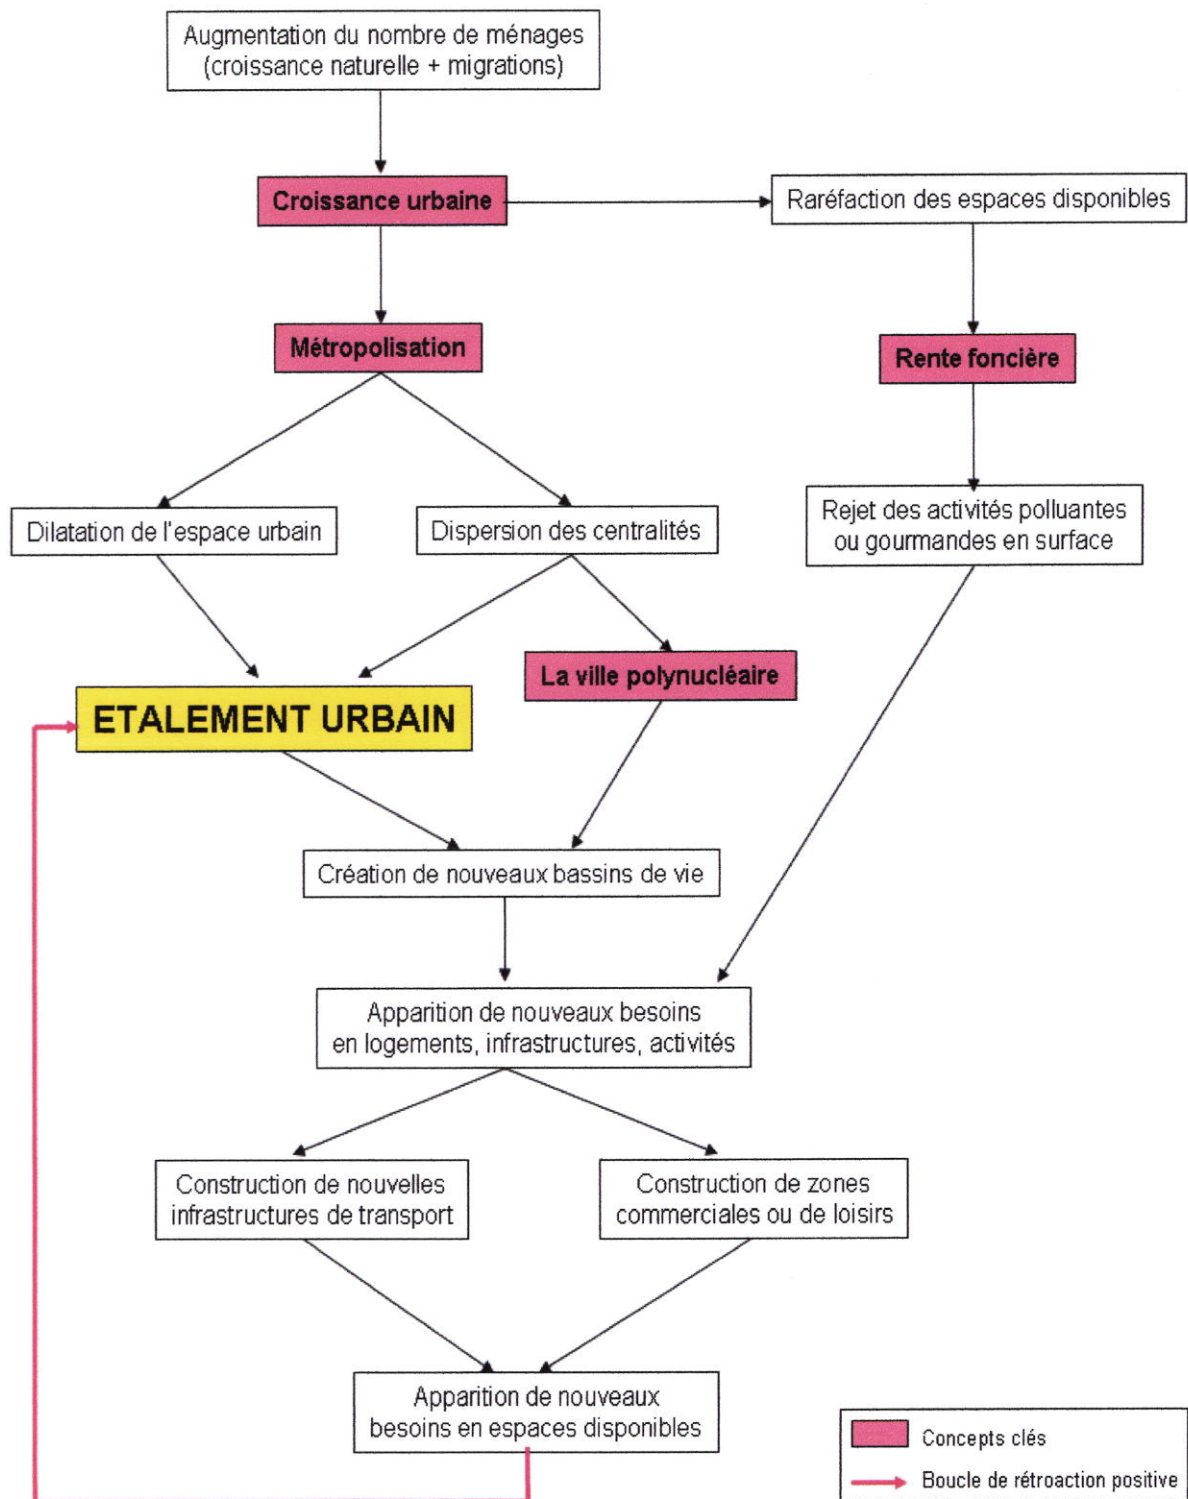 Augmentation du nombre de ménages
(croissance naturelle + migrations)
Croissance urbaine
Raréfaction des espaces disponibles
Métropolisation
Rente foncière
Dilatation de l'espace urbain
Dispersion des centralités
Rejet des activités polluantes
ou gourmandes en surface
La ville polynucléaire
ETALEMENT URBAIN
Création de nouveaux bassins de vie
Apparition de nouveaux besoins
en logements, infrastructures, activités
Construction de nouvelles
infrastructures de transport
Construction de zones
commerciales ou de loisirs
Apparition de nouveaux
besoins en espaces disponibles
Concepts clés
Boucle de rétroaction positive